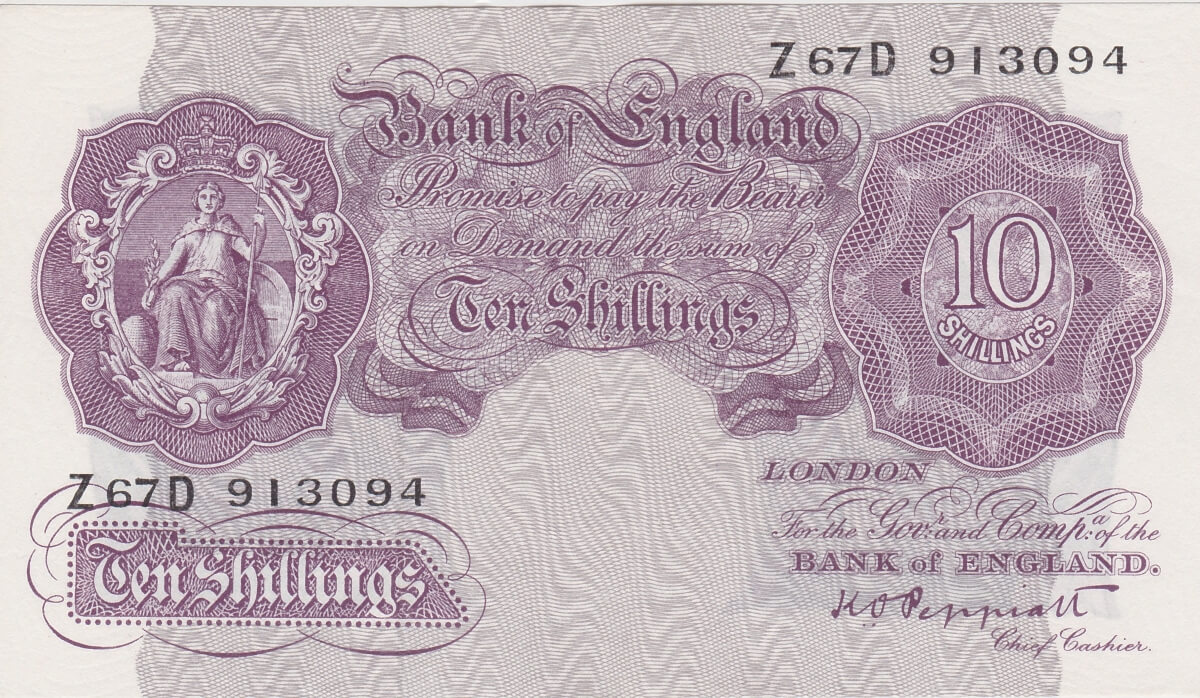 Z67D 913094
Bank of England
Promise to pay the Bearer
on Demand the sum of
Ten Shillings
10
SHILLINGS
Z67D 913094
Ten Shillings
LONDON
For the Govr. and Compa. of the
BANK of ENGLAND.
K O Peppiatt
Chief Cashier.